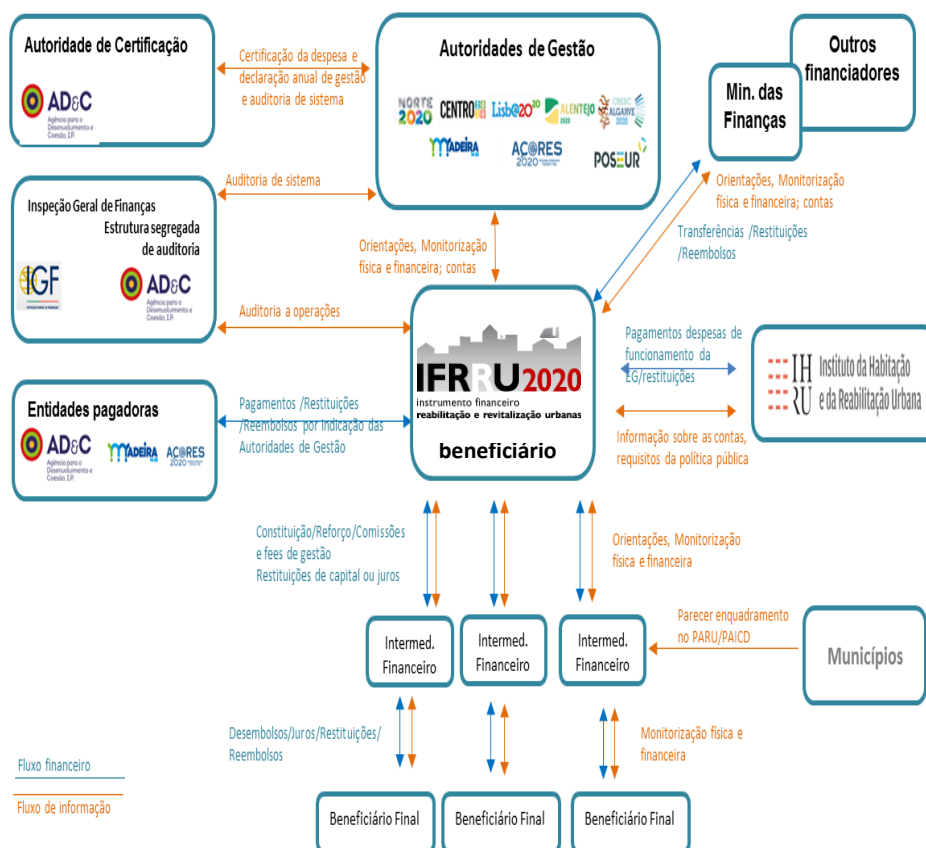 Autoridade de Certificação
AD&C
Agência para o
Desenvolvimento e
Coesão, I.P.
Certificação da despesa e
declaração anual de gestão
e auditoria de sistema
Autoridades de Gestão
NORTE
2020
CENTRO
Lisb@20²⁰
ALENTEJO
2020
CRESC
ALGARVE
2020
MADEIRA
AÇORES
2020
POSEUR
Outros
financiadores
Min. das
Finanças
Inspeção Geral de Finanças
Estrutura segregada
de auditoria
IGF
AD&C
Agência para o
Desenvolvimento e
Coesão, I.P.
Auditoria de sistema
Orientações, Monitorização
física e financeira; contas
Orientações, Monitorização
física e financeira; contas
Transferências /Restituições
/Reembolsos
Auditoria a operações
IFRRU2020
instrumento financeiro
reabilitação e revitalização urbanas
beneficiário
Pagamentos despesas de
funcionamento da
EG/restituições
IH
RU
Instituto da Habitação
e da Reabilitação Urbana
Informação sobre as contas,
requisitos da política pública
Entidades pagadoras
AD&C
Agência para o
Desenvolvimento e
Coesão, I.P.
MADEIRA
AÇORES
2020
Pagamentos /Restituições
/Reembolsos por indicação das
Autoridades de Gestão
Constituição/Reforço/Comissões
e fees de gestão
Restituições de capital ou juros
Orientações, Monitorização
física e financeira
Intermed.
Financeiro
Intermed.
Financeiro
Intermed.
Financeiro
Parecer enquadramento
no PARU/PAICD
Municípios
Desembolsos/Juros/Restituições/
Reembolsos
Monitorização física e
financeira
Fluxo financeiro
Fluxo de informação
Beneficiário Final
Beneficiário Final
Beneficiário Final